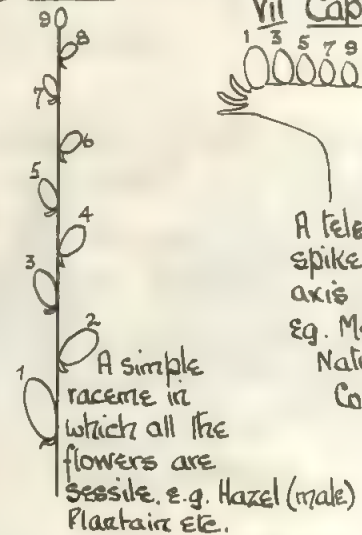 VII Cap
1 3 5 7 9
9
8
7
6
5
4
3
2
1
A simple
raceme in
which all the
flowers are
sessile. e.g. Hazel (male)
Plantain etc.
A tele
spike
axis
eg. M
Nati
Co